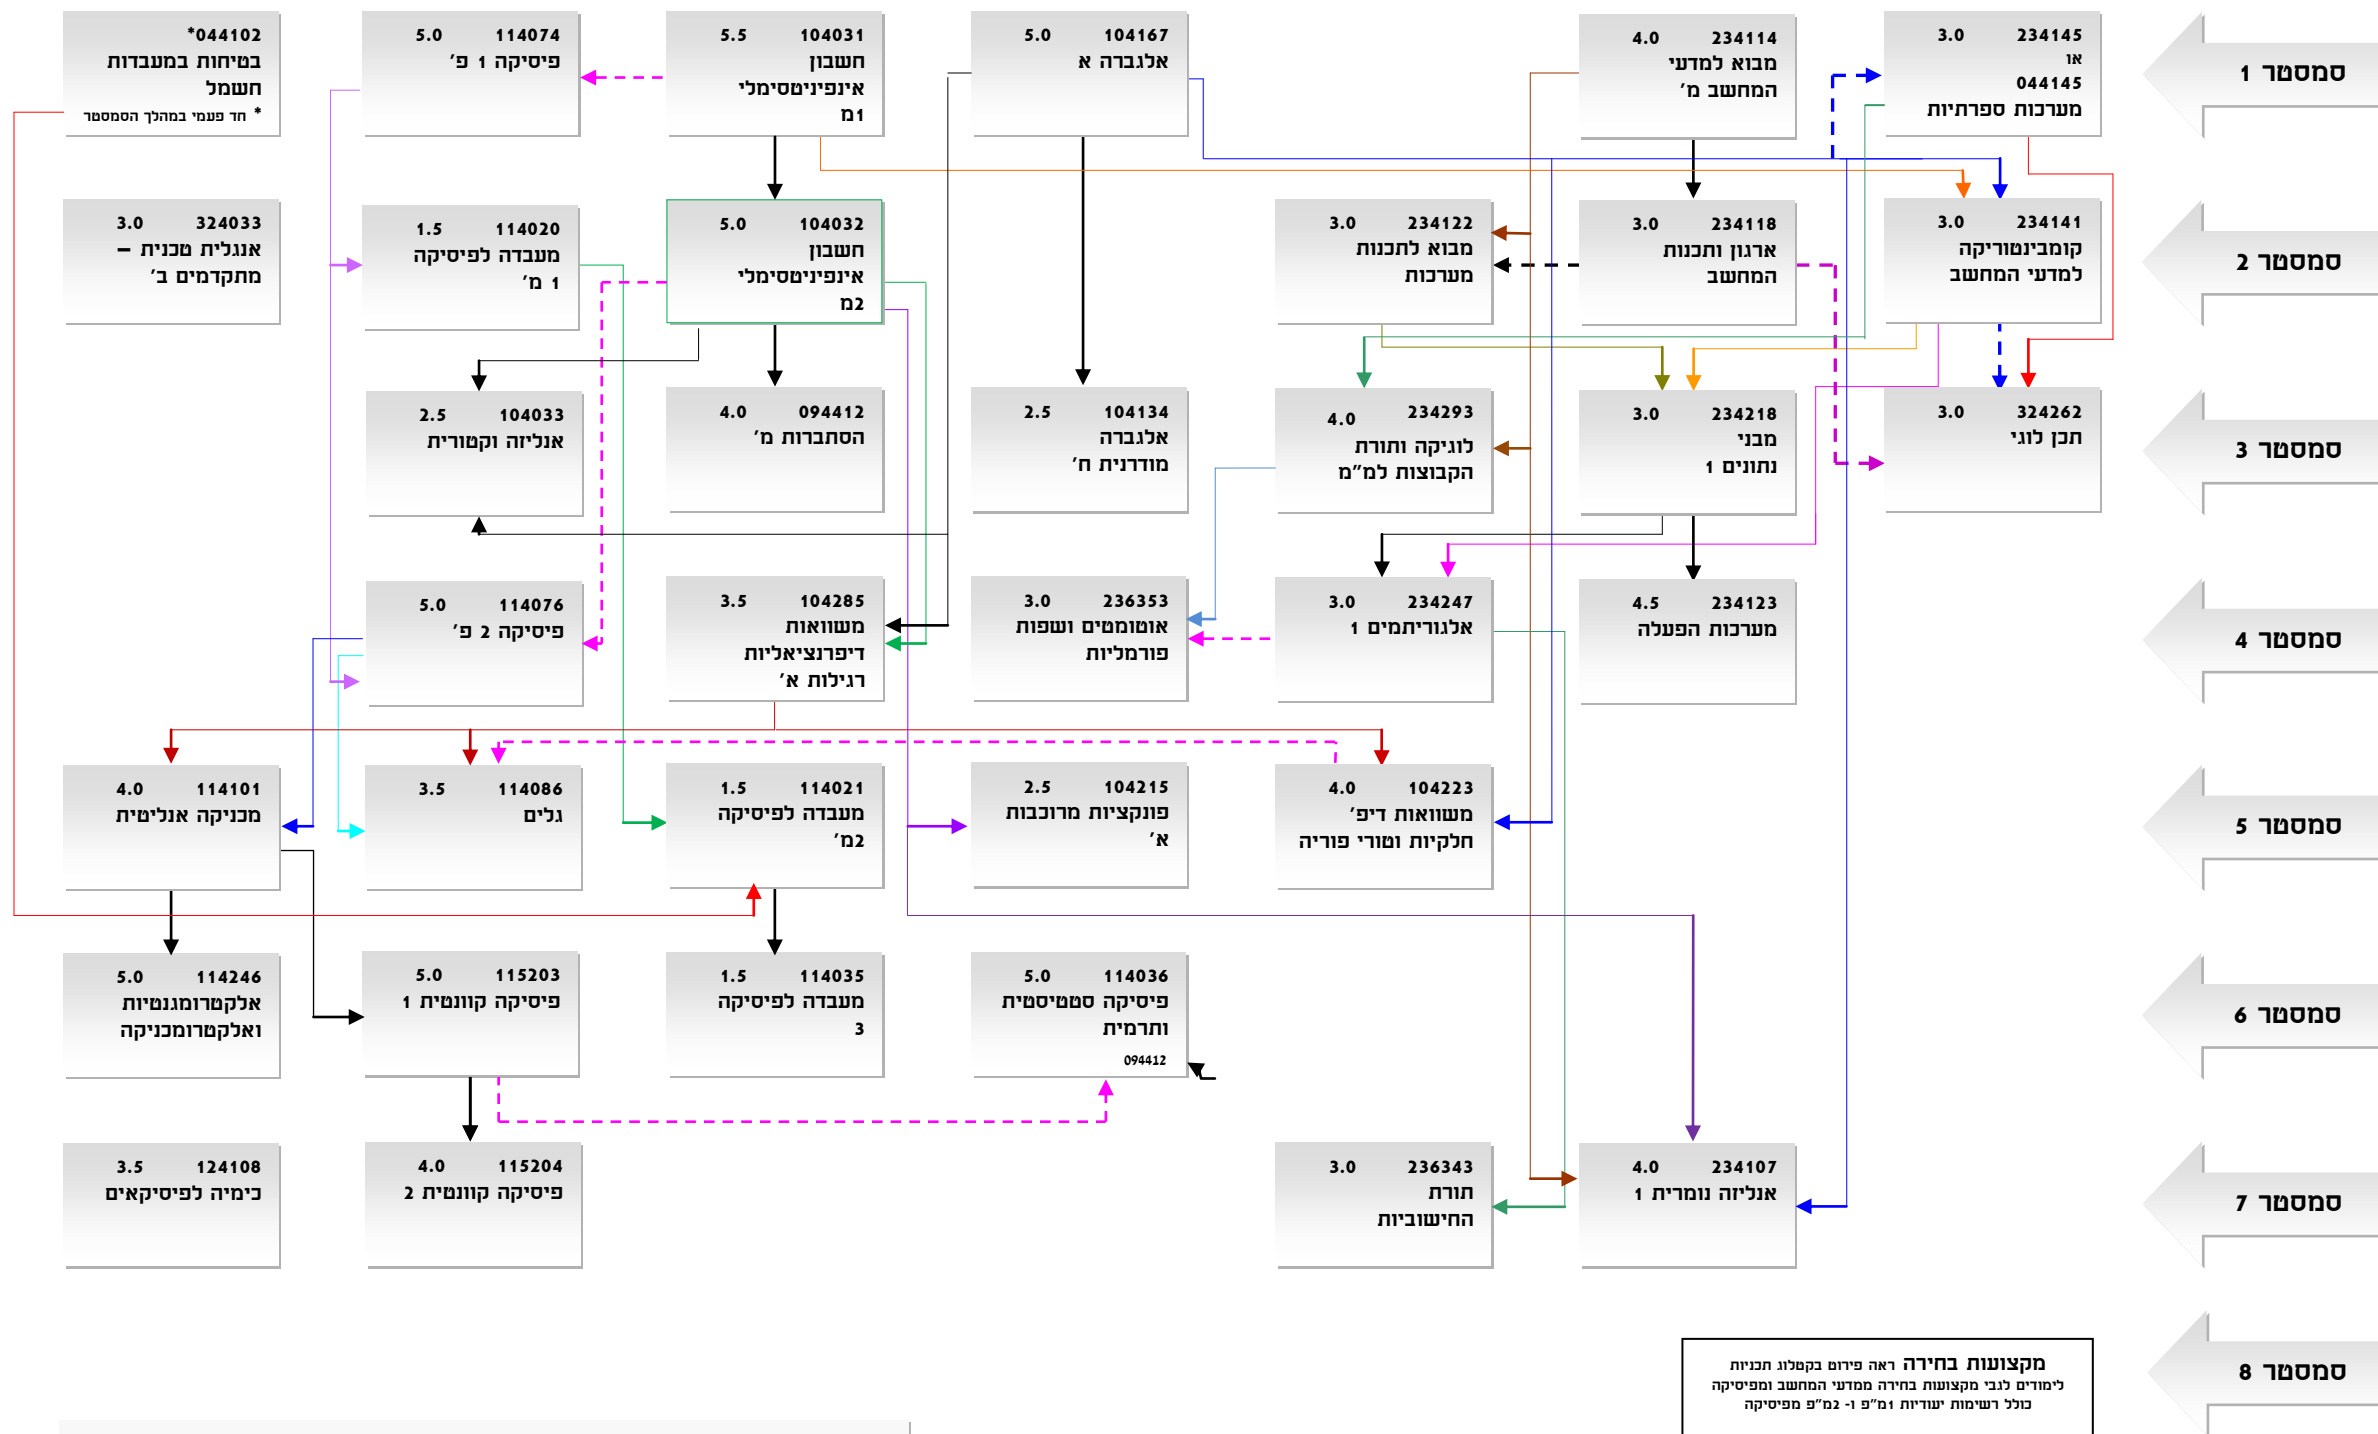 סמסטר 1
234145 3.0
או
044145
מערכות ספרתיות
234114 4.0
מבוא למדעי
המחשב מ'
104167 5.0
אלגברה א
104031 5.5
חשבון
אינפיניטסימלי
1מ
114074 5.0
פיסיקה 1 פ'
*044102
בטיחות במעבדות
חשמל
* חד פעמי במהלך הסמסטר
סמסטר 2
234141 3.0
קומבינטוריקה
למדעי המחשב
234118 3.0
ארגון ותכנות
המחשב
234122 3.0
מבוא לתכנות
מערכות
104032 5.0
חשבון
אינפיניטסימלי
2מ
114020 1.5
מעבדה לפיסיקה
1 מ'
324033 3.0
אנגלית טכנית –
מתקדמים ב'
סמסטר 3
324262 3.0
תכן לוגי
234218 3.0
מבני
נתונים 1
234293 4.0
לוגיקה ותורת
הקבוצות למ"מ
104134 2.5
אלגברה
מודרנית ח'
094412 4.0
הסתברות מ'
104033 2.5
אנליזה וקטורית
סמסטר 4
234123 4.5
מערכות הפעלה
234247 3.0
אלגוריתמים 1
236353 3.0
אוטומטים ושפות
פורמליות
104285 3.5
משוואות
דיפרנציאליות
רגילות א'
114076 5.0
פיסיקה 2 פ'
סמסטר 5
104223 4.0
משוואות דיפ'
חלקיות וטורי פוריה
104215 2.5
פונקציות מרוכבות
א'
114021 1.5
מעבדה לפיסיקה
2מ'
114086 3.5
גלים
114101 4.0
מכניקה אנליטית
סמסטר 6
114036 5.0
פיסיקה סטטיסטית
ותרמית
094412
114035 1.5
מעבדה לפיסיקה
3
115203 5.0
פיסיקה קוונטית 1
114246 5.0
אלקטרומגנטיות
ואלקטרומכניקה
סמסטר 7
234107 4.0
אנליזה נומרית 1
236343 3.0
תורת
החישוביות
115204 4.0
פיסיקה קוונטית 2
124108 3.5
כימיה לפיסיקאים
סמסטר 8
מקצועות בחירה ראה פירוט בקטלוג תכניות
לימודים לגבי מקצועות בחירה ממדעי המחשב ומפיסיקה
כולל רשימות יעודיות 1מ"פ ו- 2מ"פ מפיסיקה